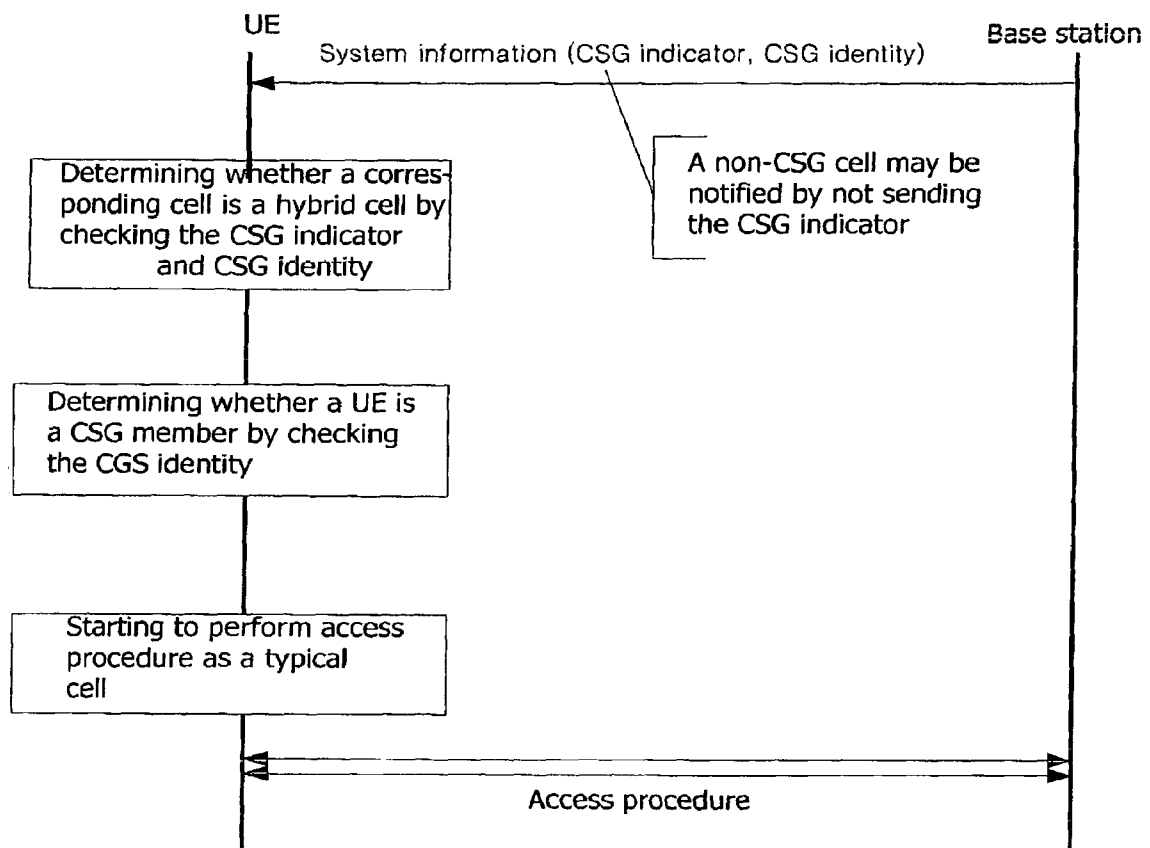 UE
Base station
System information (CSG indicator, CSG identity)
A non-CSG cell may be
notified by not sending
the CSG indicator
Determining whether a corres-
ponding cell is a hybrid cell by
checking the CSG indicator
and CSG identity
Determining whether a UE is
a CSG member by checking
the CGS identity
Starting to perform access
procedure as a typical
cell
Access procedure